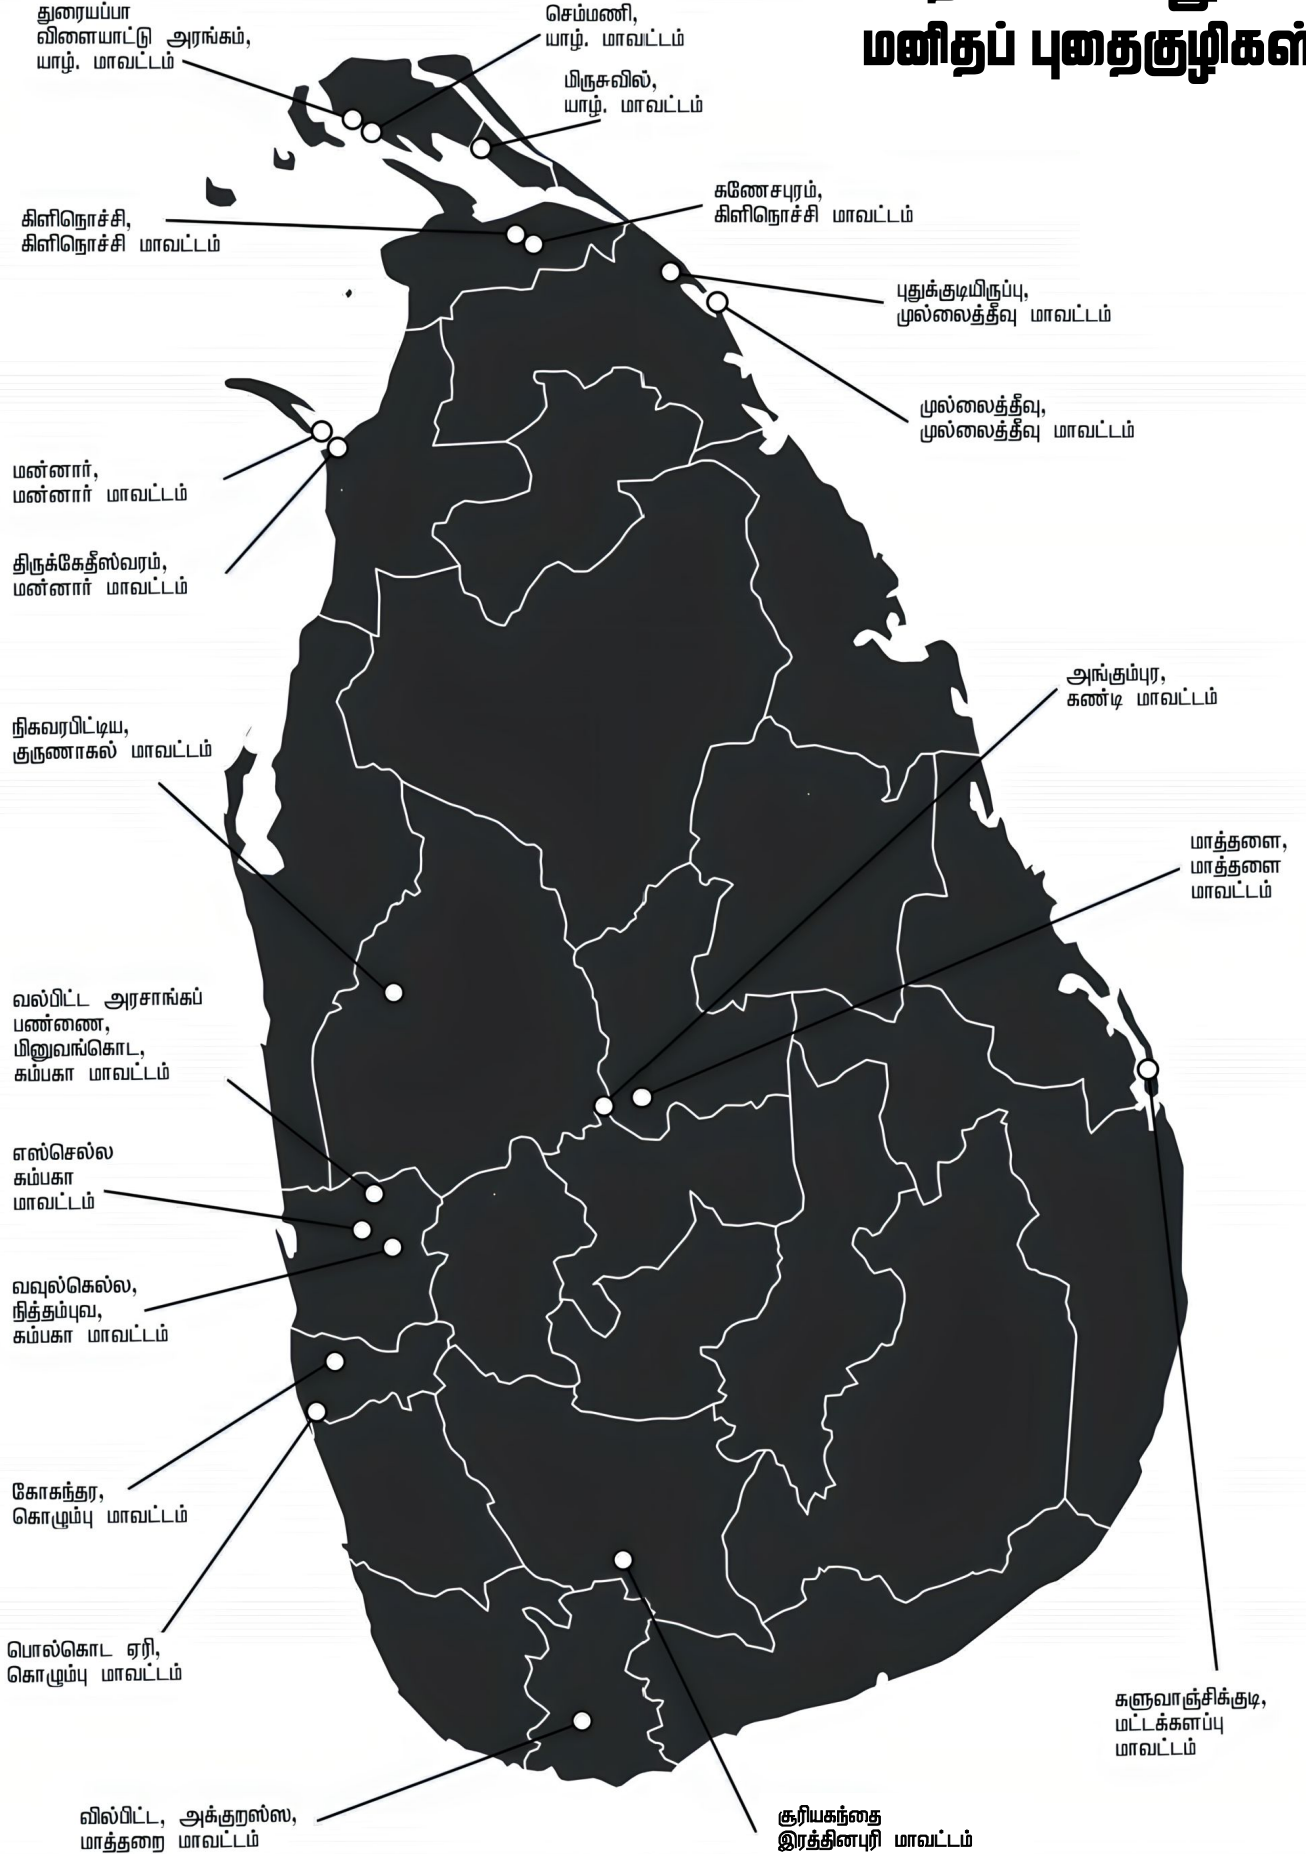 மனிதப் புதைகுழிகள்
துரையப்பா
விளையாட்டு அரங்கம்,
யாழ். மாவட்டம்
செம்மணி,
யாழ். மாவட்டம்
மிருசுவில்,
யாழ். மாவட்டம்
கணேசபுரம்,
கிளிநொச்சி மாவட்டம்
கிளிநொச்சி,
கிளிநொச்சி மாவட்டம்
புதுக்குடியிருப்பு,
முல்லைத்தீவு மாவட்டம்
முல்லைத்தீவு,
முல்லைத்தீவு மாவட்டம்
மன்னார்,
மன்னார் மாவட்டம்
திருக்கேதீஸ்வரம்,
மன்னார் மாவட்டம்
அங்கும்புர,
கண்டி மாவட்டம்
நிகவரபிட்டிய,
குருணாகல் மாவட்டம்
மாத்தளை,
மாத்தளை
மாவட்டம்
வல்பிட்ட அரசாங்கப்
பண்ணை,
மினுவங்கொட,
கம்பகா மாவட்டம்
எஸ்செல்ல
கம்பகா
மாவட்டம்
வவுல்கெல்ல,
நித்தம்புவ,
கம்பகா மாவட்டம்
கோகந்தர,
கொழும்பு மாவட்டம்
பொல்கொட ஏரி,
கொழும்பு மாவட்டம்
களுவாஞ்சிக்குடி,
மட்டக்களப்பு
மாவட்டம்
வில்பிட்ட, அக்குறஸ்ஸ,
மாத்தறை மாவட்டம்
சூரியகந்தை
இரத்தினபுரி மாவட்டம்